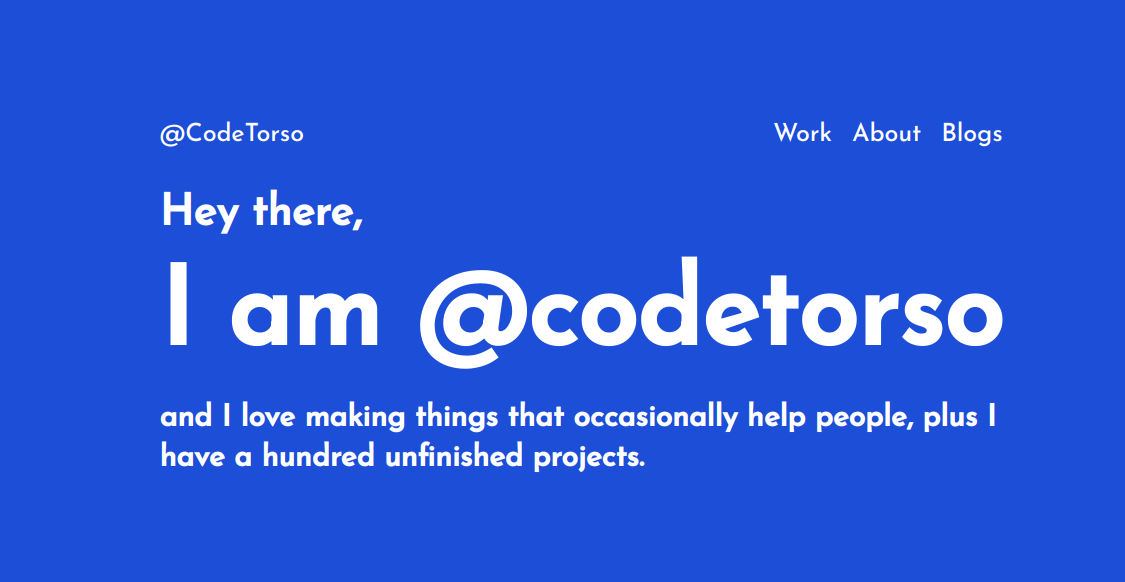 @CodeTorso
Work About Blogs
Hey there,
I am @codetorso
and I love making things that occasionally help people, plus I
have a hundred unfinished projects.